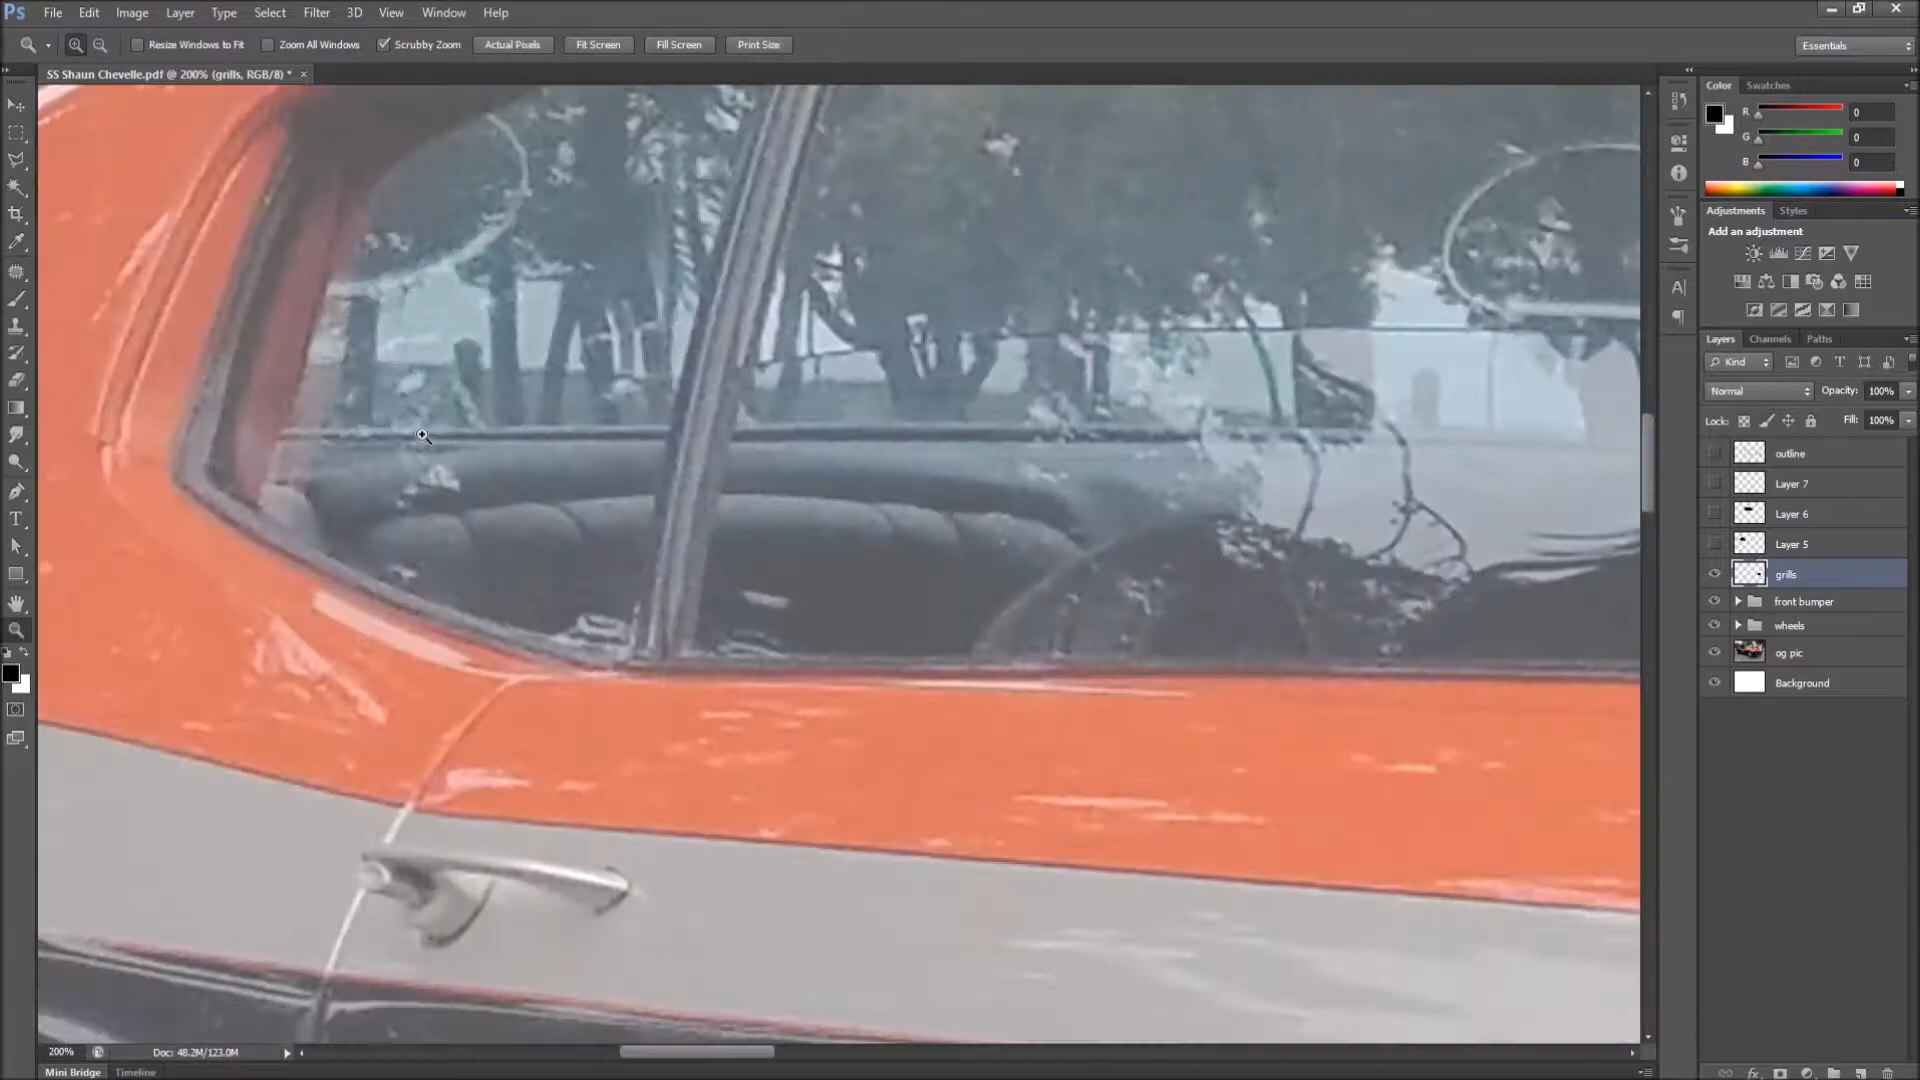 Ps File Edit Image Layer Type Select Filter 3D View Window Help
Resize Windows to Fit Zoom All Windows Scrubby Zoom Actual Pixels Fit Screen Fill Screen Print Size Essentials
SS Shaun Chevelle.pdf @ 200% (grills, RGB/8) * ×
Color Swatches
R 0
G 0
B 0
Adjustments Styles
Add an adjustment
Layers Channels Paths
Kind
Normal Opacity: 100%
Lock: Fill: 100%
outline
Layer 7
Layer 6
Layer 5
grills
front bumper
wheels
og pic
Background
200% Doc: 48.2M/123.0M
Mini Bridge Timeline